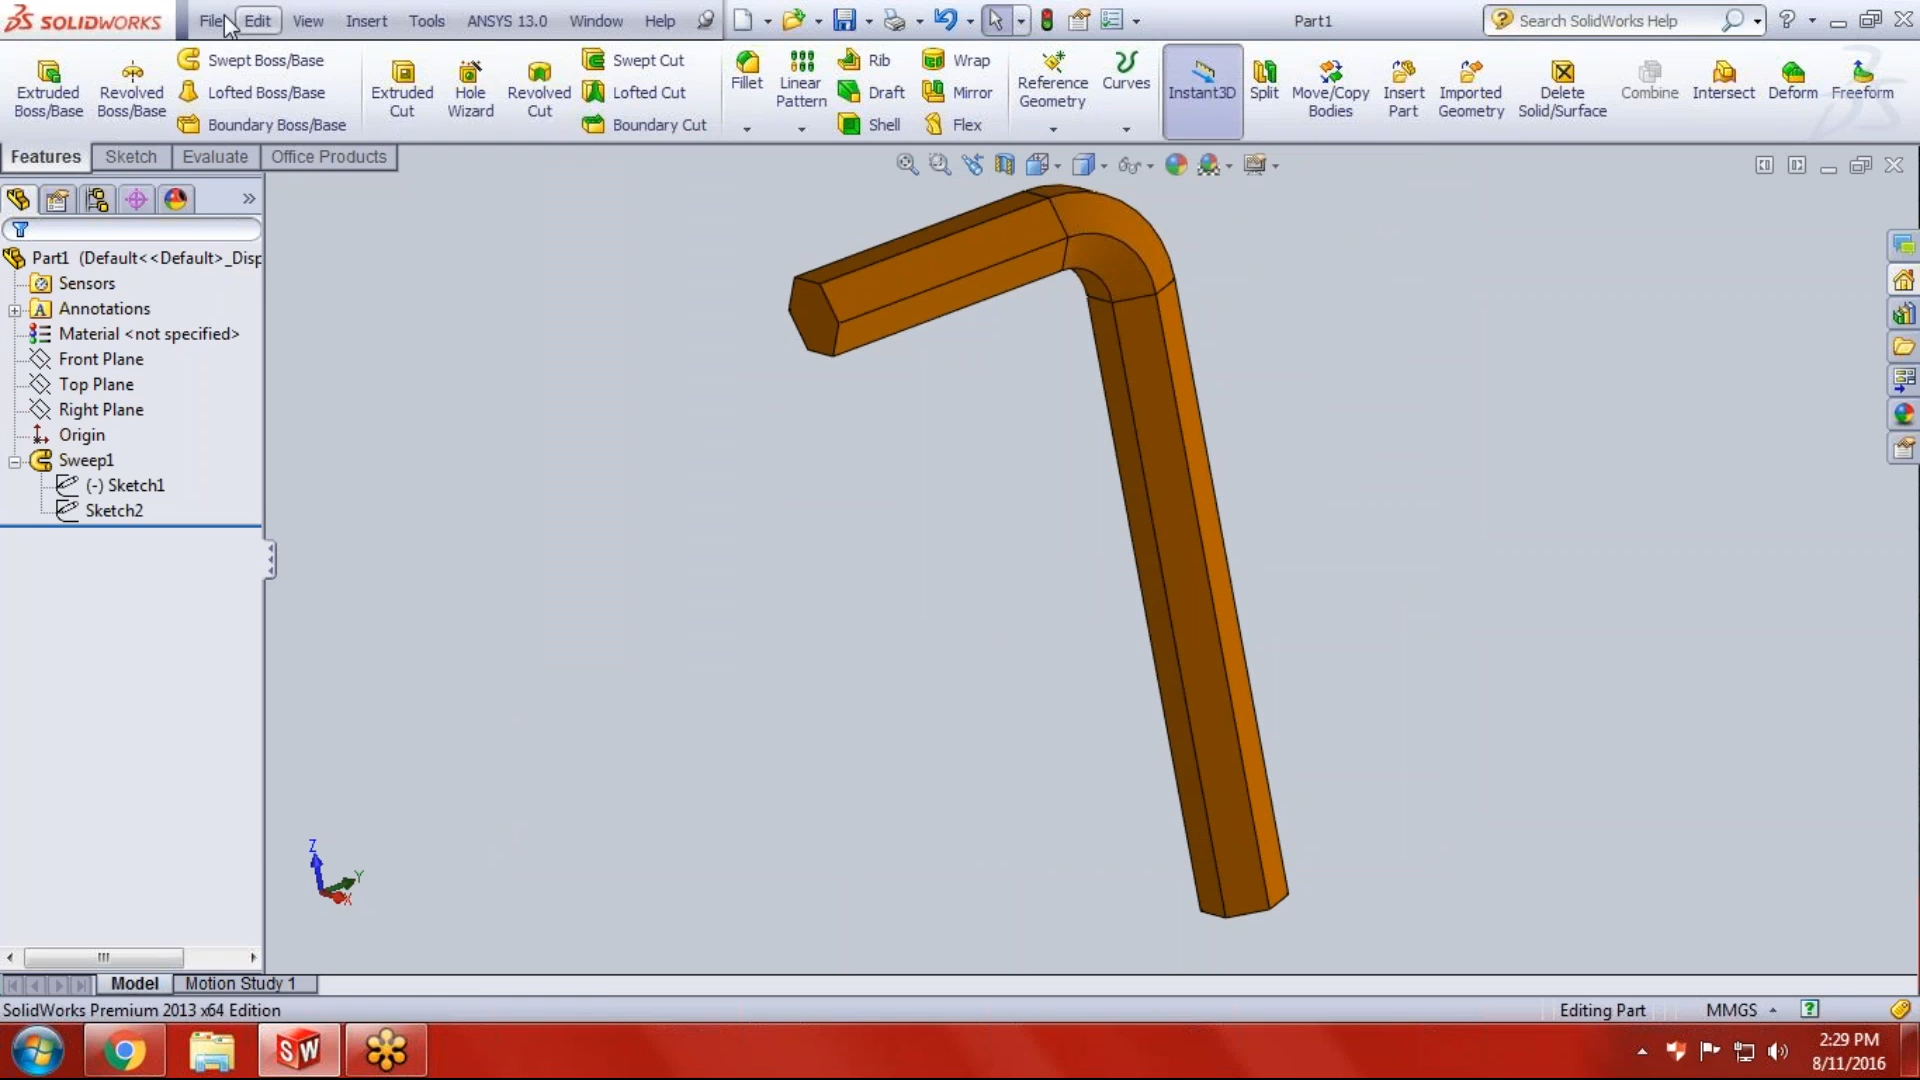 SOLIDWORKS File Edit View Insert Tools ANSYS 13.0 Window Help Part1 Search SolidWorks Help
Extruded Boss/Base
Revolved Boss/Base
Swept Boss/Base
Lofted Boss/Base
Boundary Boss/Base
Extruded Cut
Hole Wizard
Revolved Cut
Swept Cut
Lofted Cut
Boundary Cut
Fillet
Linear Pattern
Rib
Draft
Shell
Wrap
Mirror
Flex
Reference Geometry
Curves
Instant3D
Split
Move/Copy Bodies
Insert Part
Imported Geometry
Delete Solid/Surface
Combine
Intersect
Deform
Freeform
Features Sketch Evaluate Office Products
Part1 (Default<<Default>_Disp
Sensors
A Annotations
Material <not specified>
Front Plane
Top Plane
Right Plane
Origin
Sweep1
(-) Sketch1
Sketch2
Z
Y
X
Model Motion Study 1
SolidWorks Premium 2013 x64 Edition Editing Part MMGS
SW
2:29 PM
8/11/2016